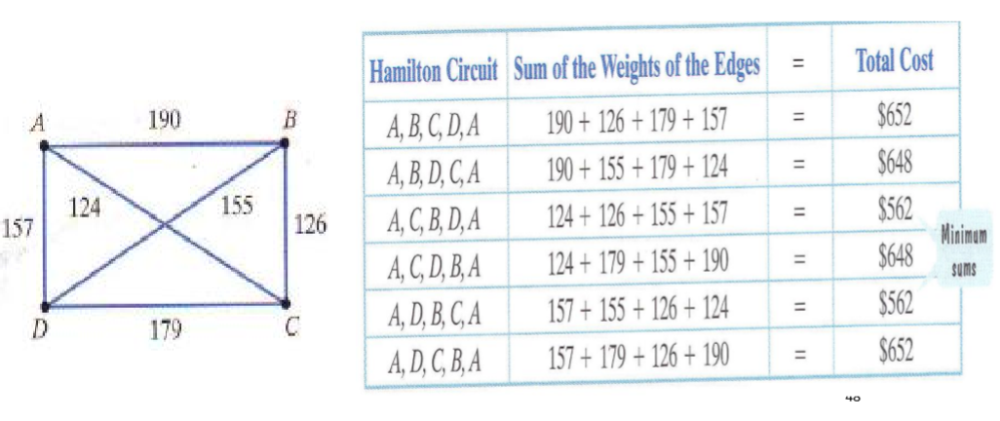 A 190 B
157 124 155 126
D 179 C
Hamilton Circuit Sum of the Weights of the Edges = Total Cost
A, B, C, D, A 190 + 126 + 179 + 157 = $652
A, B, D, C, A 190 + 155 + 179 + 124 = $648
A, C, B, D, A 124 + 126 + 155 + 157 = $562
A, C, D, B, A 124 + 179 + 155 + 190 = $648
A, D, B, C, A 157 + 155 + 126 + 124 = $562
A, D, C, B, A 157 + 179 + 126 + 190 = $652
Minimum
sums